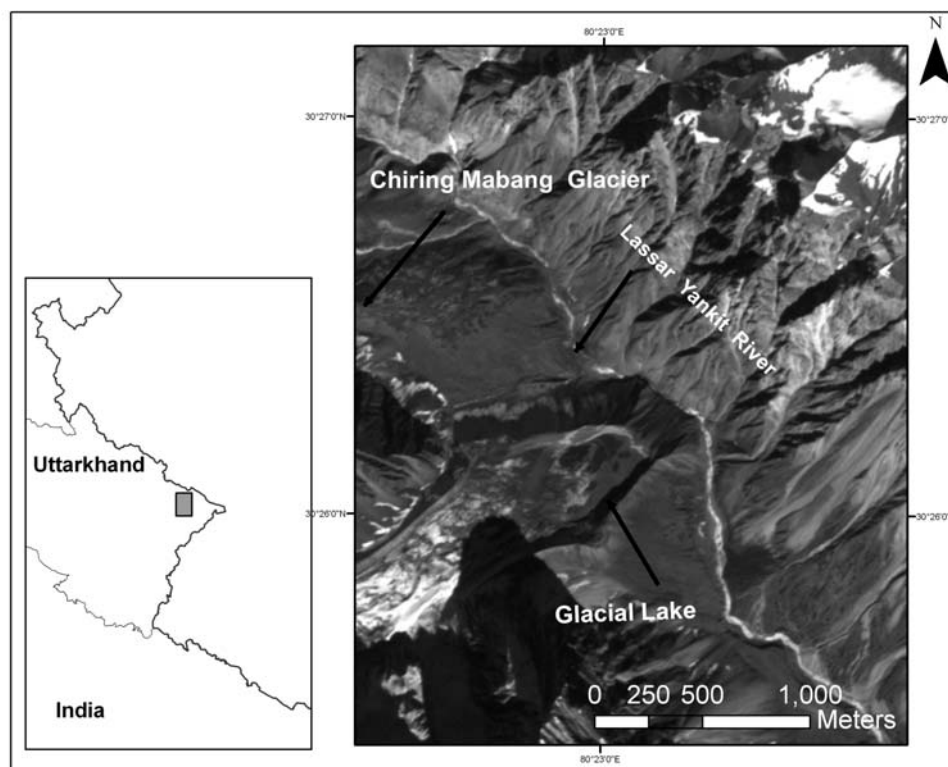 80°23'0"E
N
30°27'0"N
30°27'0"N
Chiring Mabang Glacier
Lassar Yankit River
Uttarkhand
30°26'0"N
30°26'0"N
Glacial Lake
0 250 500 1,000
Meters
India
80°23'0"E